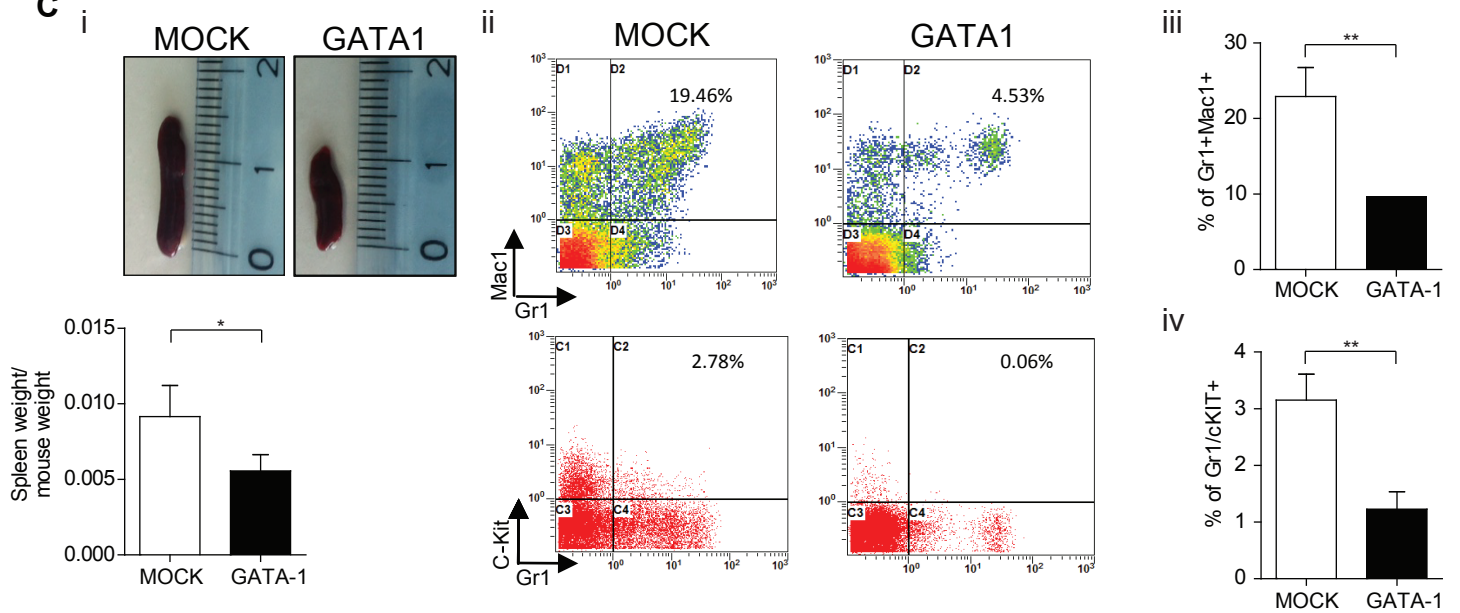 C
i
MOCK GATA1
2
1
0
2
1
0
Spleen weight/
mouse weight
0.015
0.010
0.005
0.000
*
MOCK GATA-1
ii
MOCK GATA1
10³
10²
10¹
10⁰
D1 D2
19.46%
D3 D4
10⁰ 10¹ 10² 10³
Mac1
Gr1
10³
10²
10¹
10⁰
D1 D2
4.53%
D3 D4
10⁰ 10¹ 10² 10³
10³
10²
10¹
10⁰
C1 C2
2.78%
C3 C4
10⁰ 10¹ 10² 10³
C-Kit
Gr1
10³
10²
10¹
10⁰
C1 C2
0.06%
C3 C4
10⁰ 10¹ 10² 10³
iii
% of Gr1+Mac1+
30
20
10
0
**
MOCK GATA-1
iv
% of Gr1/cKIT+
4
3
2
1
0
**
MOCK GATA-1